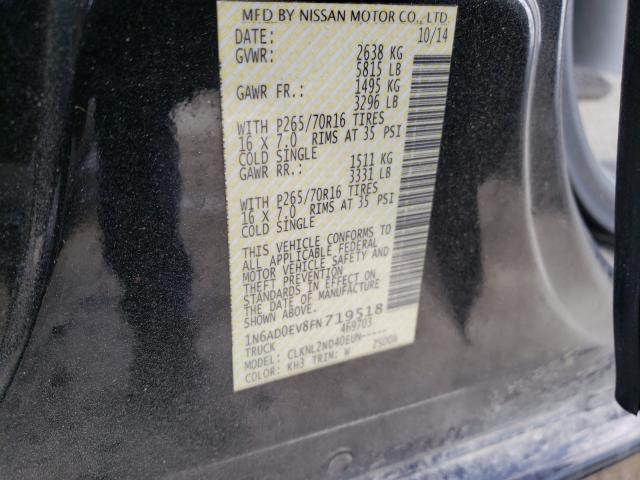 MFD BY NISSAN MOTOR CO., LTD.
DATE: 10/14
GVWR: 2638 KG
5815 LB
GAWR FR.: 1495 KG
3296 LB
WITH P265/70R16 TIRES
16 X 7.0 RIMS AT 35 PSI
COLD SINGLE
GAWR RR.: 1511 KG
3331 LB
WITH P265/70R16 TIRES
16 X 7.0 RIMS AT 35 PSI
COLD SINGLE
THIS VEHICLE CONFORMS TO
ALL APPLICABLE FEDERAL
MOTOR VEHICLE SAFETY AND
THEFT PREVENTION
STANDARDS IN EFFECT ON
THE DATE OF MANUFACTURE
SHOWN ABOVE.
1N6AD0EV8FN719518
TRUCK 469703
MODEL: CLKNL2ND40EUN-----
COLOR: KH3 TRIM: W ZSD0A